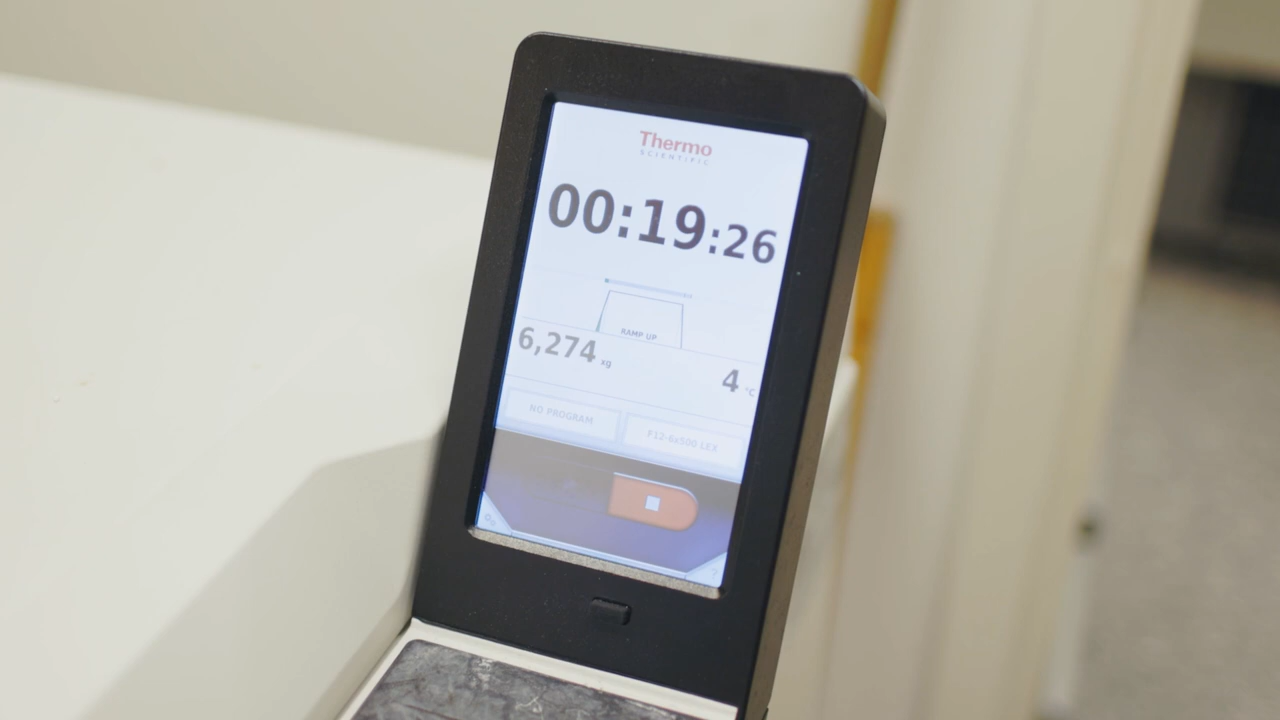 Thermo
SCIENTIFIC
00:19:26
RAMP UP
6,274 xg
4 °C
NO PROGRAM
F12-6x500 LEX